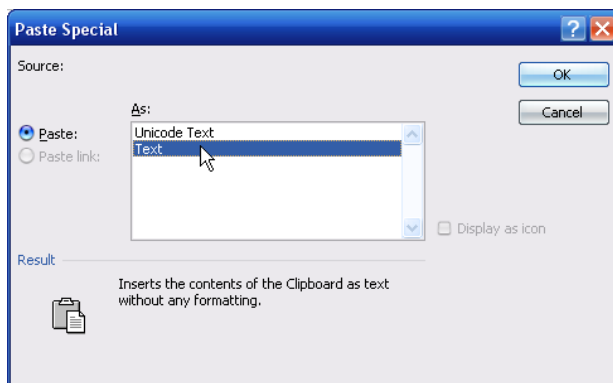 Paste Special
Source:
OK
As:
Cancel
Paste:
Unicode Text
Paste link:
Text
Display as icon
Result
Inserts the contents of the Clipboard as text
without any formatting.